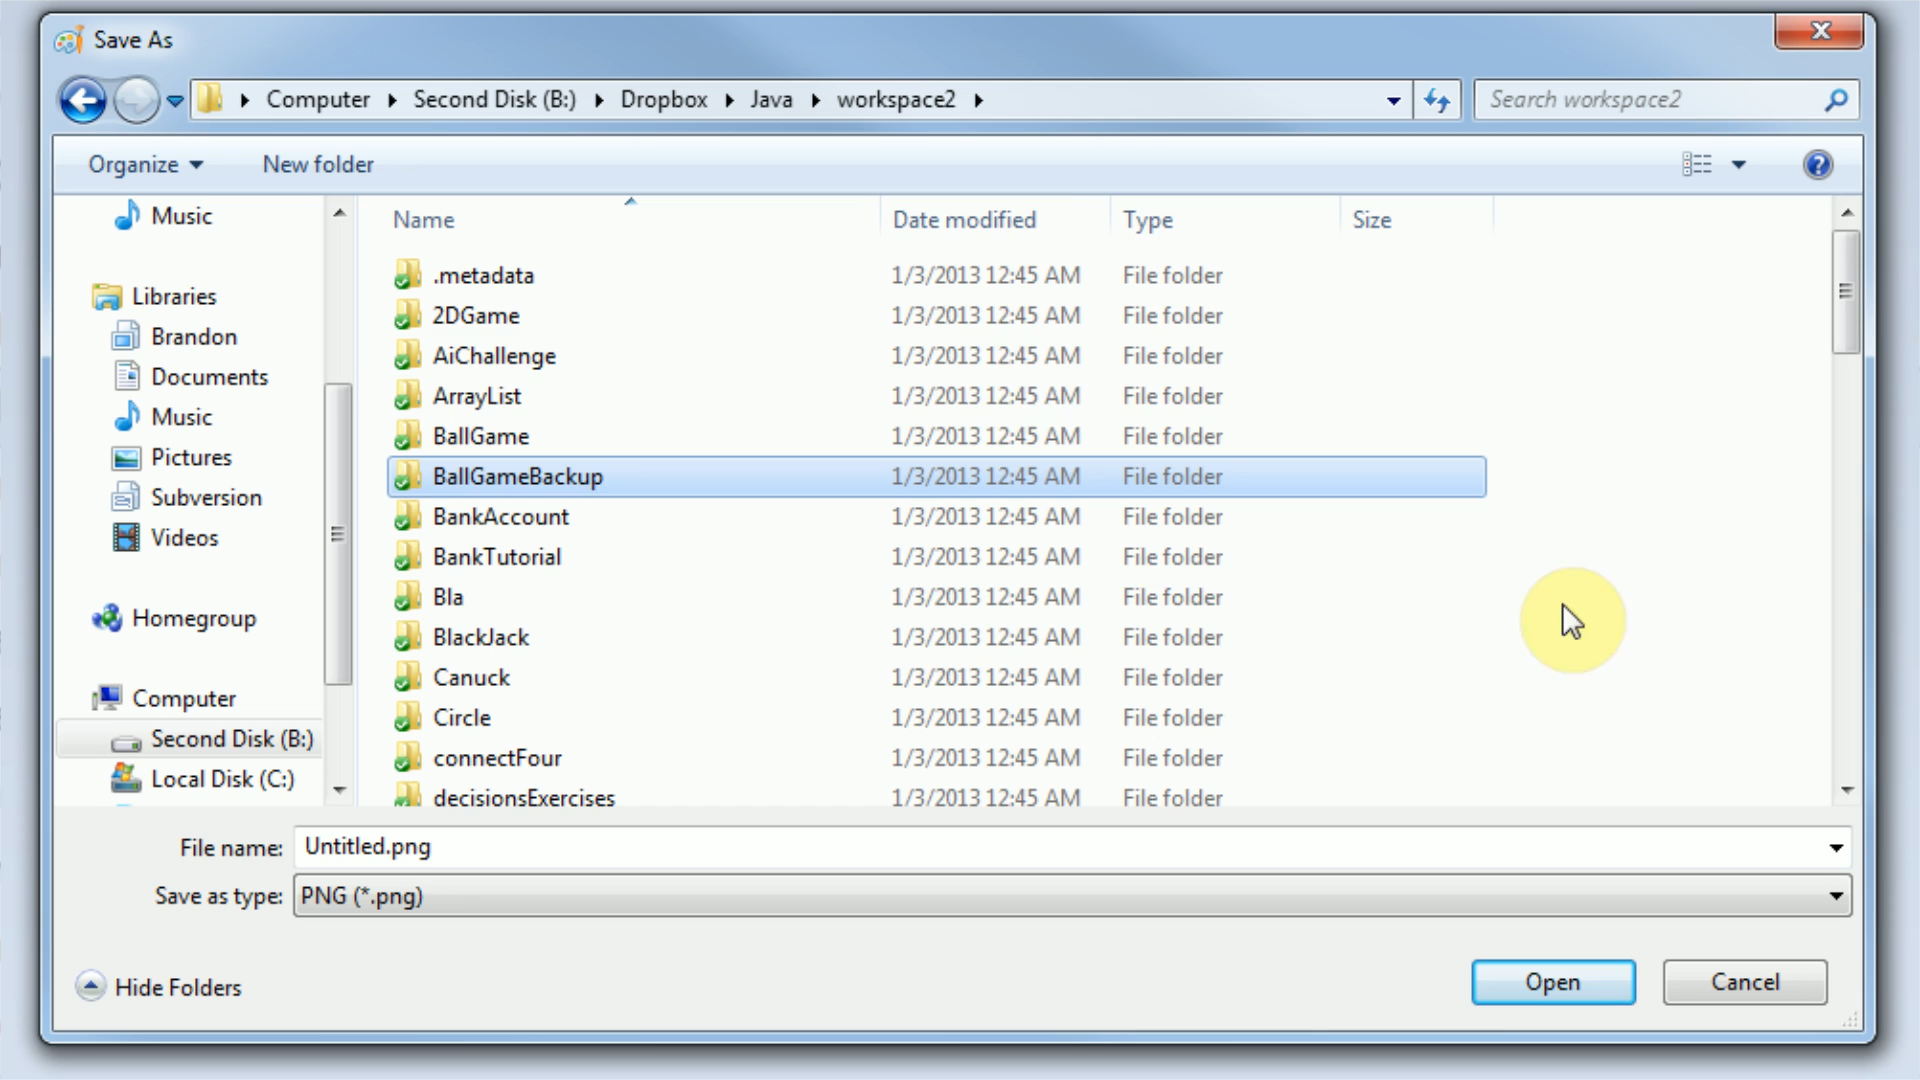 Save As
Computer Second Disk (B:) Dropbox Java workspace2
Search workspace2
Organize New folder
Music
Libraries
Brandon
Documents
Music
Pictures
Subversion
Videos
Homegroup
Computer
Second Disk (B:)
Local Disk (C:)
Name Date modified Type Size
.metadata 1/3/2013 12:45 AM File folder
2DGame 1/3/2013 12:45 AM File folder
AiChallenge 1/3/2013 12:45 AM File folder
ArrayList 1/3/2013 12:45 AM File folder
BallGame 1/3/2013 12:45 AM File folder
BallGameBackup 1/3/2013 12:45 AM File folder
BankAccount 1/3/2013 12:45 AM File folder
BankTutorial 1/3/2013 12:45 AM File folder
Bla 1/3/2013 12:45 AM File folder
BlackJack 1/3/2013 12:45 AM File folder
Canuck 1/3/2013 12:45 AM File folder
Circle 1/3/2013 12:45 AM File folder
connectFour 1/3/2013 12:45 AM File folder
decisionsExercises 1/3/2013 12:45 AM File folder
File name: Untitled.png
Save as type: PNG (*.png)
Hide Folders
Open Cancel